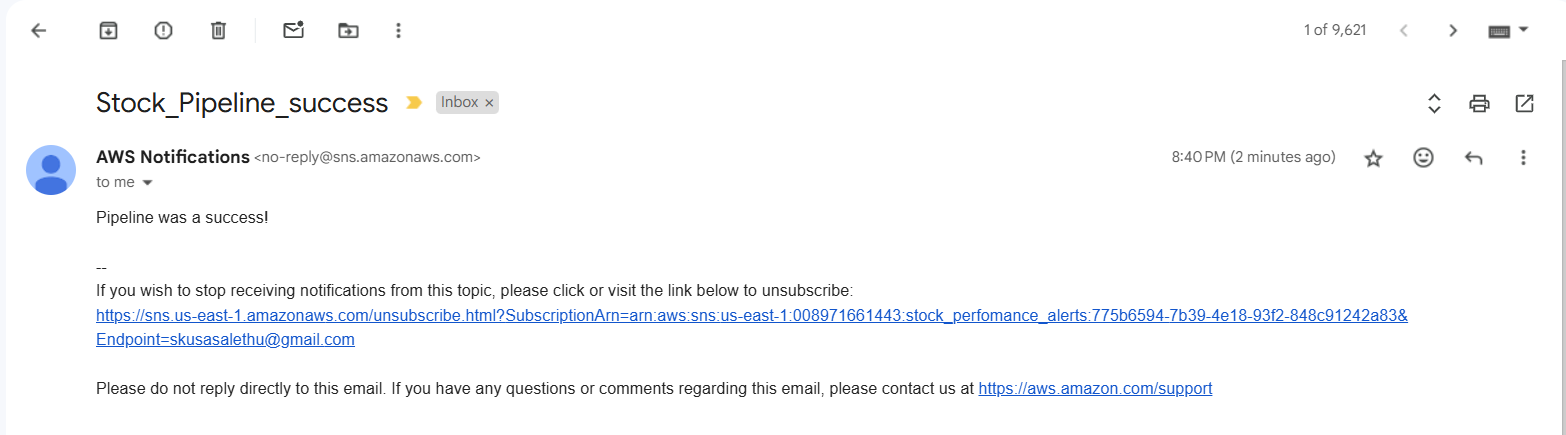 1 of 9,621
Stock_Pipeline_success
Inbox ×
AWS Notifications <no-reply@sns.amazonaws.com>
8:40 PM (2 minutes ago)
to me
Pipeline was a success!
--
If you wish to stop receiving notifications from this topic, please click or visit the link below to unsubscribe:
https://sns.us-east-1.amazonaws.com/unsubscribe.html?SubscriptionArn=arn:aws:sns:us-east-1:008971661443:stock_perfomance_alerts:775b6594-7b39-4e18-93f2-848c91242a83&
Endpoint=skusasalethu@gmail.com
Please do not reply directly to this email. If you have any questions or comments regarding this email, please contact us at https://aws.amazon.com/support